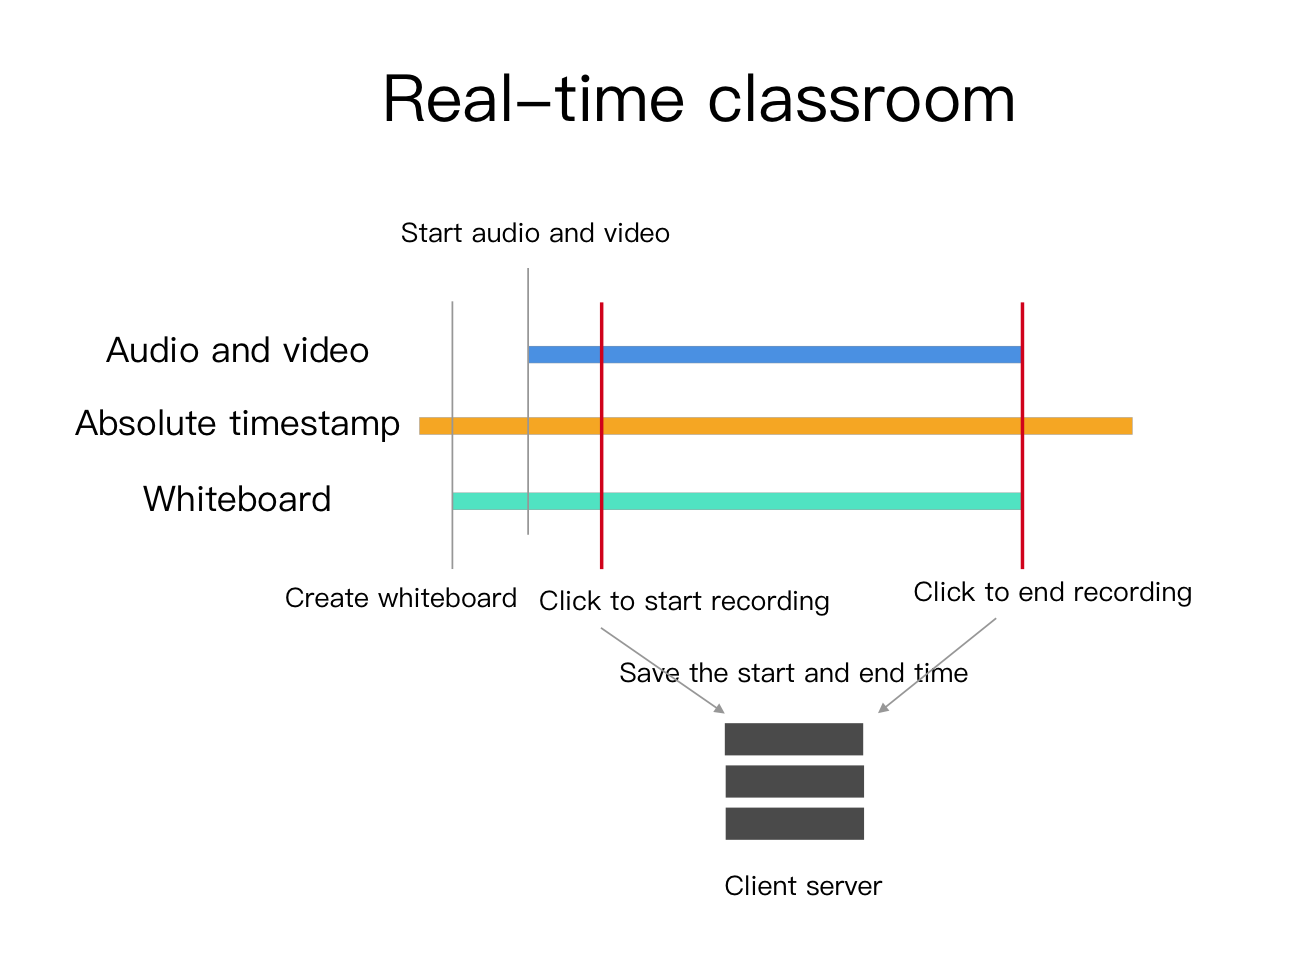 Real-time classroom
Start audio and video
Audio and video
Absolute timestamp
Whiteboard
Create whiteboard
Click to start recording
Click to end recording
Save the start and end time
Client server